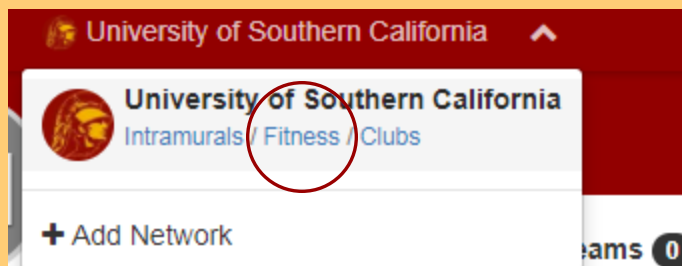 University of Southern California
University of Southern California
Intramurals / Fitness / Clubs
+ Add Network
eams 0